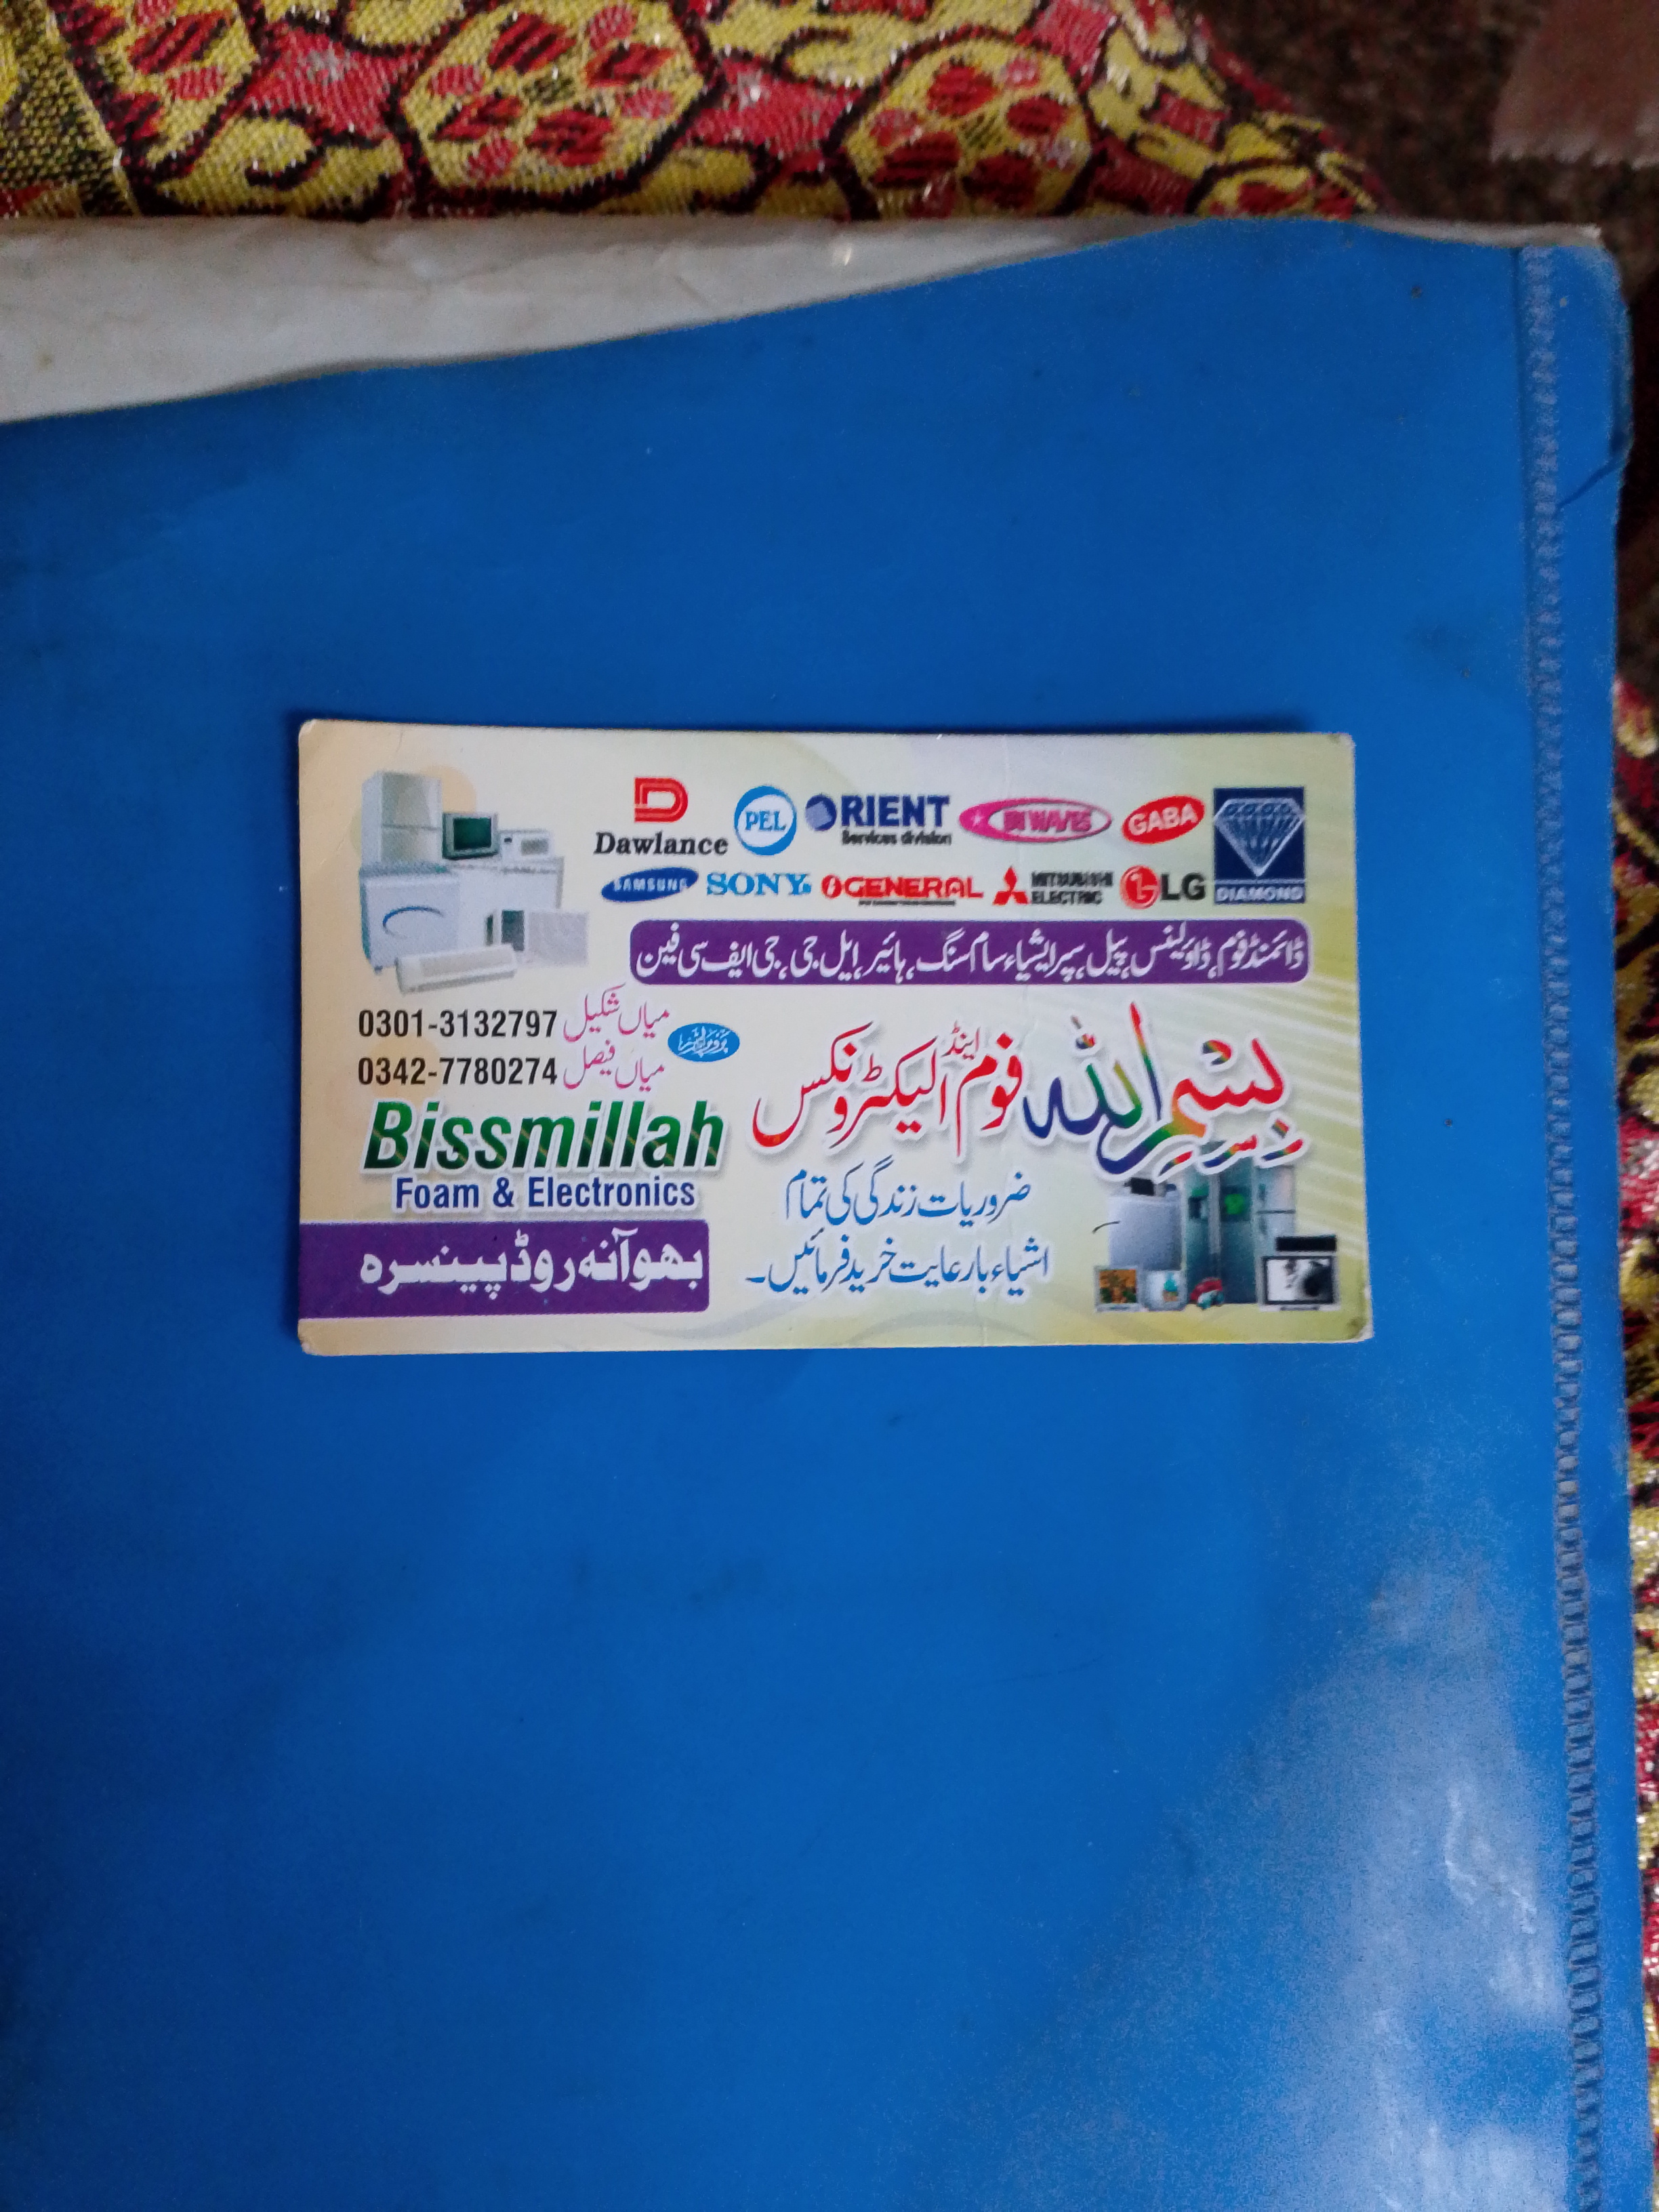 Dawlance PEL ORIENT INWAVES GABA
Services division
SAMSUNG SONY GENERAL MITSUBISHI ELECTRIC LG DIAMOND
ڈائمنڈ فوم، ڈاؤلینس، پیل، سپر ایشیاء، سام سنگ، ہائیر، ایل جی، جی ایف سی فین
پروپرائیٹرز
میاں شکیل 0301-3132797
میاں فیصل 0342-7780274
بسم اللہ فوم اینڈ الیکٹرونکس
Bissmillah
Foam & Electronics
ضروریات زندگی کی تمام
اشیاء بارعایت خرید فرمائیں۔
بھوآنہ روڈ پینسرہ